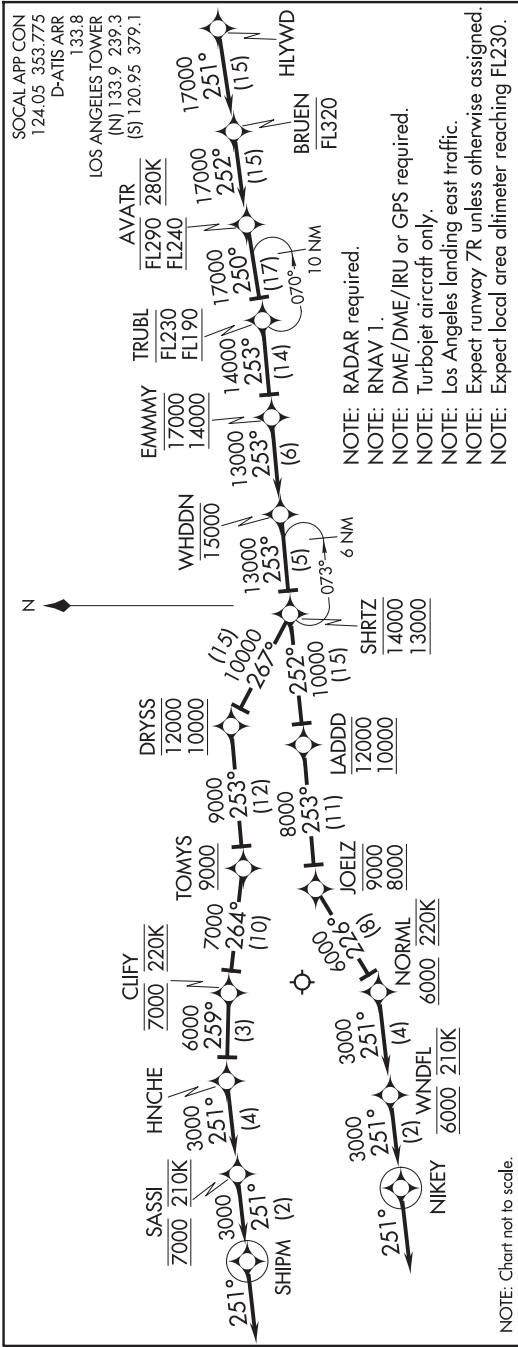 SOCAL APP CON
124.05 353.775
D-ATIS ARR
133.8
LOS ANGELES TOWER
(N) 133.9 239.3
(S) 120.95 379.1
N
HLYWD
17000
251°
(15)
BRUEN
FL320
17000
252°
(15)
AVATR
FL290 280K
FL240
17000
250°
(17)
070°
10 NM
TRUBL
FL230
FL190
14000
253°
(14)
EMMMY
17000
14000
13000
253°
(6)
WHDDN
15000
13000
253°
(5)
073°
6 NM
SHRTZ
14000
13000
(15)
10000
267°
DRYSS
12000
10000
9000
253°
(12)
TOMYS
9000
7000
264°
(10)
CLIFY
7000 220K
6000
259°
(3)
HNCHE
3000
251°
(4)
SASSI
7000 210K
3000
251°
(2)
SHIPM
251°
252°
10000
(15)
LADDD
12000
10000
8000
253°
(11)
JOELZ
9000
8000
6000
226°
(8)
NORML
6000 220K
3000
251°
(4)
WNDFL
6000 210K
3000
251°
(2)
NIKEY
251°
NOTE: RADAR required.
NOTE: RNAV 1.
NOTE: DME/DME/IRU or GPS required.
NOTE: Turbojet aircraft only.
NOTE: Los Angeles landing east traffic.
NOTE: Expect runway 7R unless otherwise assigned.
NOTE: Expect local area altimeter reaching FL230.
NOTE: Chart not to scale.